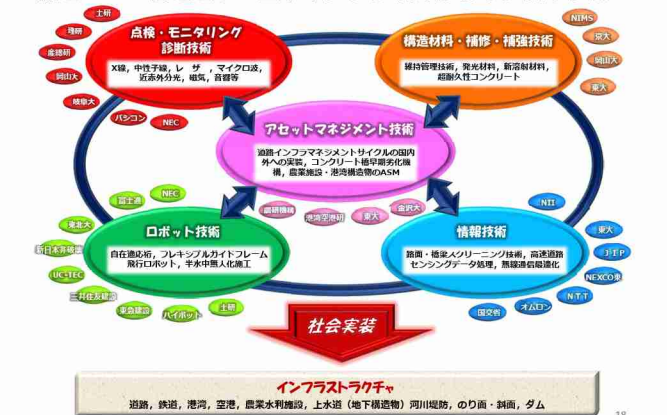 土研
理研
産総研
岡山大
岐阜大
パシコン
NEC
点検・モニタリング
診断技術
X線，中性子線，レーザー，マイクロ波，
近赤外分光，磁気，音響等
構造材料・補修・補強技術
維持管理技術，発光材料，新溶射材料，
超耐久性コンクリート
NIMS
京大
岡山大
東大
アセットマネジメント技術
道路インフラマネジメントサイクルの国内
外への実装，コンクリート橋早期劣化機
構，農業施設・港湾構造物のASM
農研機構
港湾空港研
東大
金沢大
富士通
NEC
東北大
新日本非破壊
UC-TEC
三井住友建設
東急建設
ハイボット
土研
ロボット技術
自在適応桁，フレキシブルガイドフレーム
飛行ロボット，半水中無人化施工
情報技術
路面・橋梁スクリーニング技術，高速道路
センシングデータ処理，無線通信最適化
NII
東大
JIP
NEXCO東
NTT
オムロン
国交省
社会実装
インフラストラクチャ
道路，鉄道，港湾，空港，農業水利施設，上水道（地下構造物）河川堤防，のり面・斜面，ダム
18